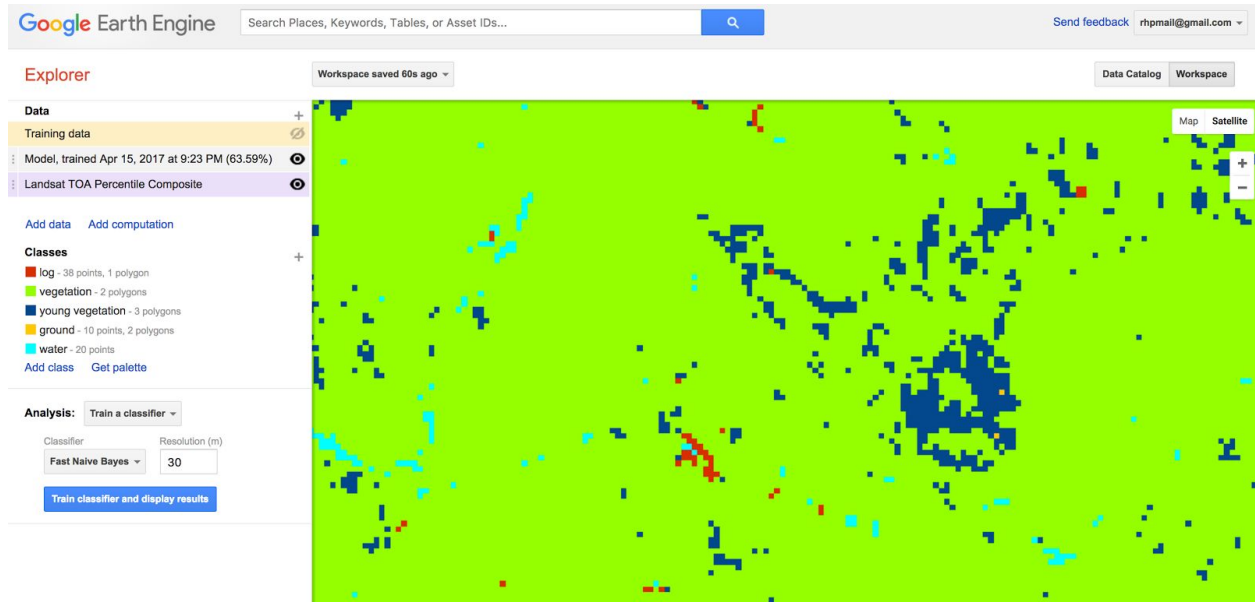 Google Earth Engine
Search Places, Keywords, Tables, or Asset IDs...
Send feedback
rhpmail@gmail.com
Explorer
Workspace saved 60s ago
Data Catalog
Workspace
Data
+
Training data
Model, trained Apr 15, 2017 at 9:23 PM (63.59%)
Landsat TOA Percentile Composite
Add data
Add computation
Classes
+
log - 38 points, 1 polygon
vegetation - 2 polygons
young vegetation - 3 polygons
ground - 10 points, 2 polygons
water - 20 points
Add class
Get palette
Analysis:
Train a classifier
Classifier
Resolution (m)
Fast Naive Bayes
30
Train classifier and display results
Map
Satellite
+
−